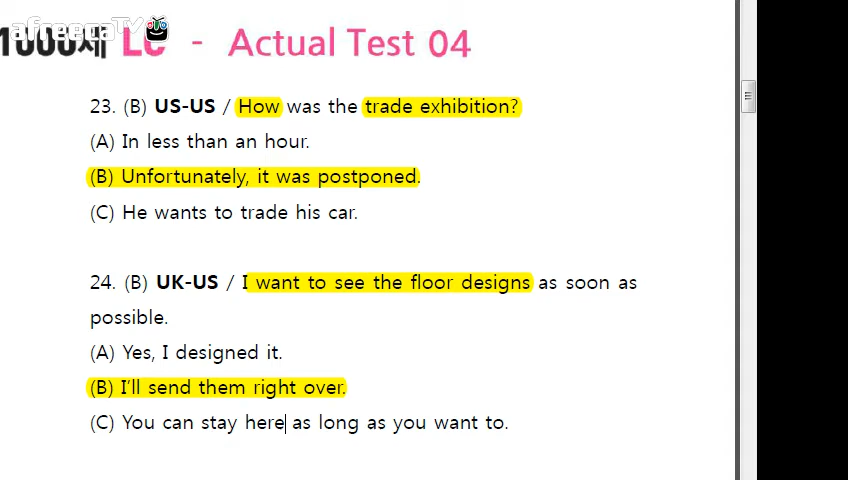 afreecaTV
1000제 LC - Actual Test 04
23. (B) US-US / How was the trade exhibition?
(A) In less than an hour.
(B) Unfortunately, it was postponed.
(C) He wants to trade his car.
24. (B) UK-US / I want to see the floor designs as soon as
possible.
(A) Yes, I designed it.
(B) I’ll send them right over.
(C) You can stay here as long as you want to.